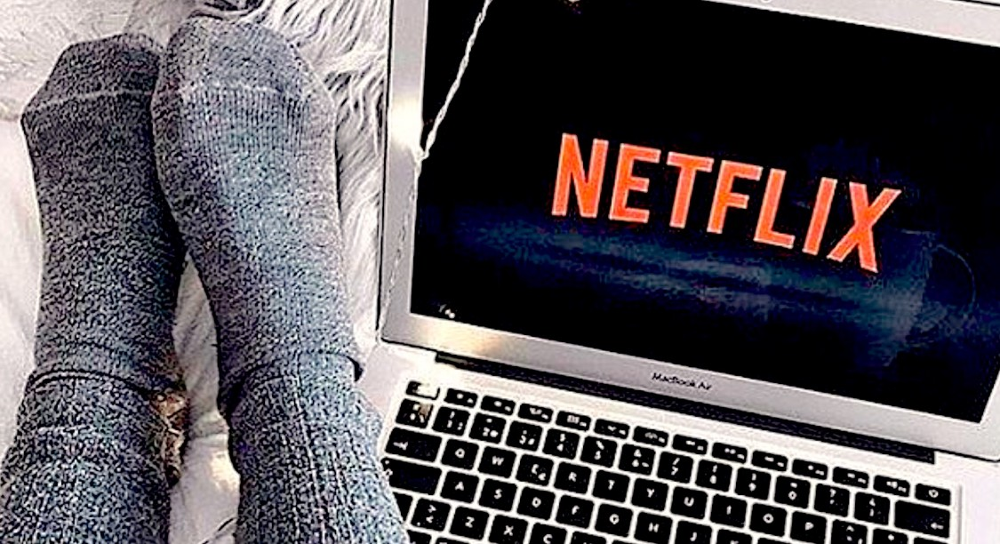 NETFLIX
MacBook Air
Q W E R T Y U I O P
A S D F G H J K
Z X C